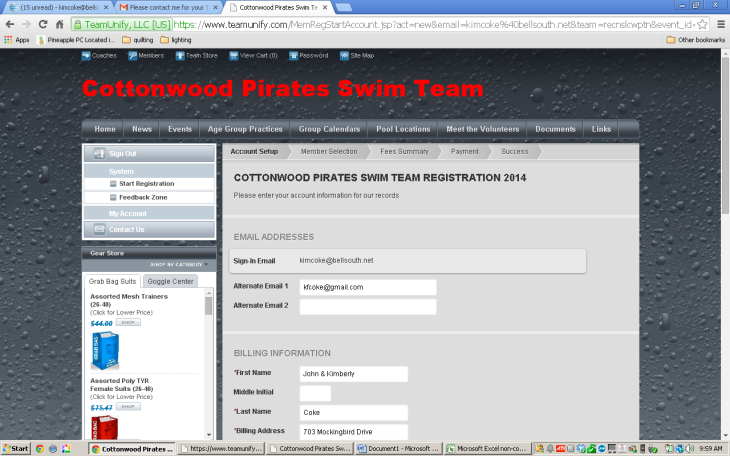 (15 unread) - kimcoke@bells
Please contact me for your T
Cottonwood Pirates Swim Te
TeamUnify, LLC [US] https://www.teamunify.com/MemRegStartAccount.jsp?act=new&email=kimcoke%40bellsouth.net&team=recnslcwpth&event_id
Apps Pineapple PC Located i... quilting lighting Other bookmarks
Coaches Members Team Store View Cart (0) Password Site Map
Cottonwood Pirates Swim Team
Home News Events Age Group Practices Group Calendars Pool Locations Meet the Volunteers Documents Links
Sign Out
System
Start Registration
Feedback Zone
My Account
Contact Us
Gear Store
SHOP BY CATEGORY
Grab Bag Suits Goggle Center
Assorted Mesh Trainers
(26-40)
(Click for Lower Price)
$44.00 SHOP
GRAB BAG
Assorted Poly TYR
Female Suits (26-40)
(Click for Lower Price)
$75.47 SHOP
Account Setup Member Selection Fees Summary Payment Success
COTTONWOOD PIRATES SWIM TEAM REGISTRATION 2014
Please enter your account information for our records
EMAIL ADDRESSES
Sign-In Email kimcoke@bellsouth.net
Alternate Email 1 kfcoke@gmail.com
Alternate Email 2
BILLING INFORMATION
*First Name John & Kimberly
Middle Initial
*Last Name Coke
*Billing Address 703 Mockingbird Drive
Start Cottonwood Pirates ... https://www.teamunify... Cottonwood Pirates Sw... Document1 - Microsoft ... Microsoft Excel non-co... 9:59 AM